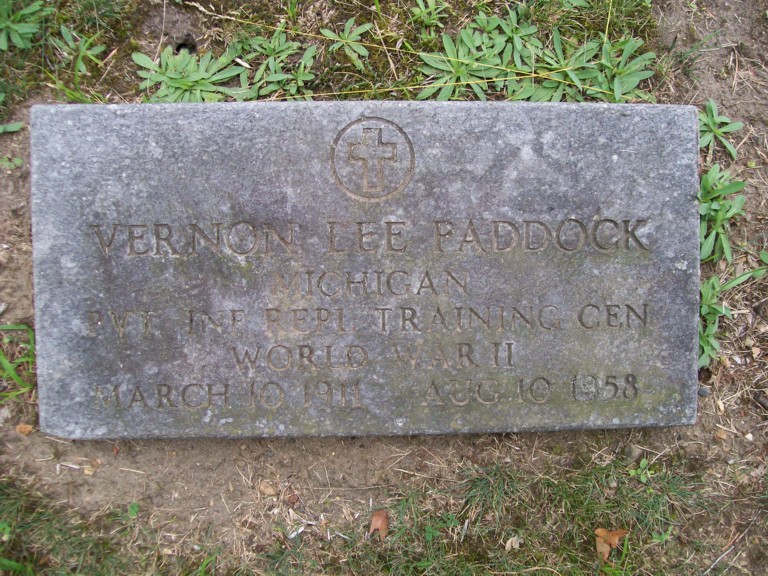 VERNON LEE PADDOCK
MICHIGAN
PVT INF REPL TRAINING CEN
WORLD WAR II
MARCH 10 1911 AUG 10 1958